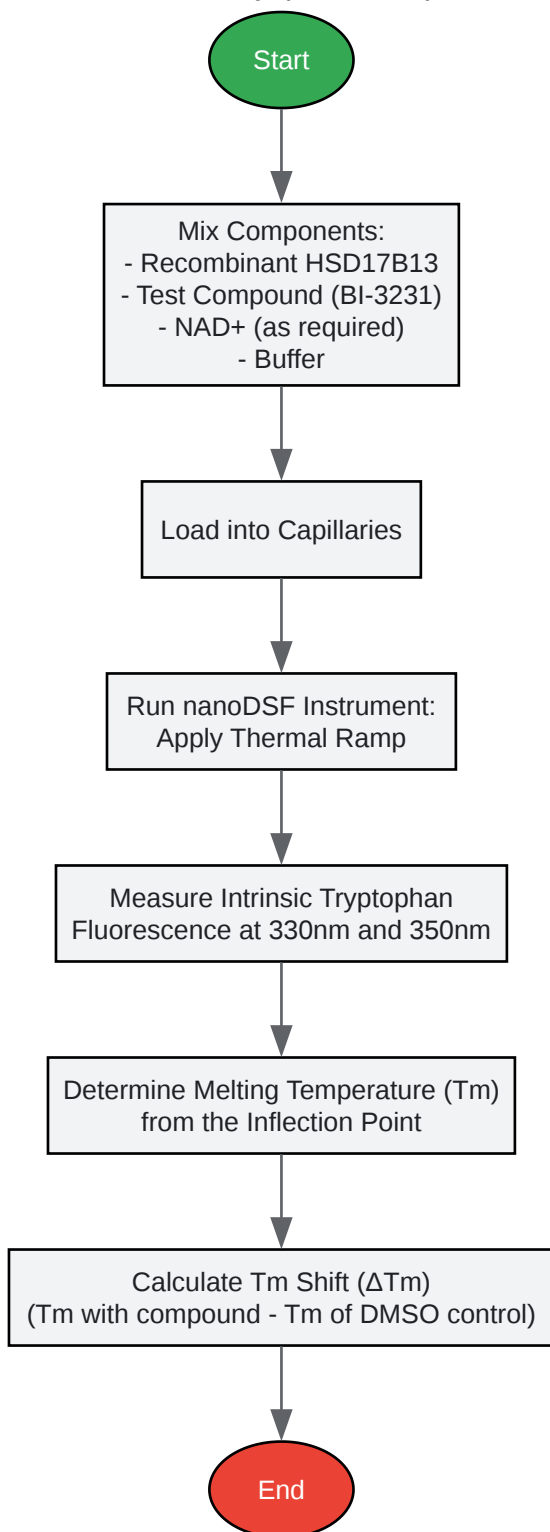 Start
Mix Components:
- Recombinant HSD17B13
- Test Compound (BI-3231)
- NAD+ (as required)
- Buffer
Load into Capillaries
Run nanoDSF Instrument:
Apply Thermal Ramp
Measure Intrinsic Tryptophan
Fluorescence at 330nm and 350nm
Determine Melting Temperature (Tm)
from the Inflection Point
Calculate Tm Shift (ΔTm)
(Tm with compound - Tm of DMSO control)
End